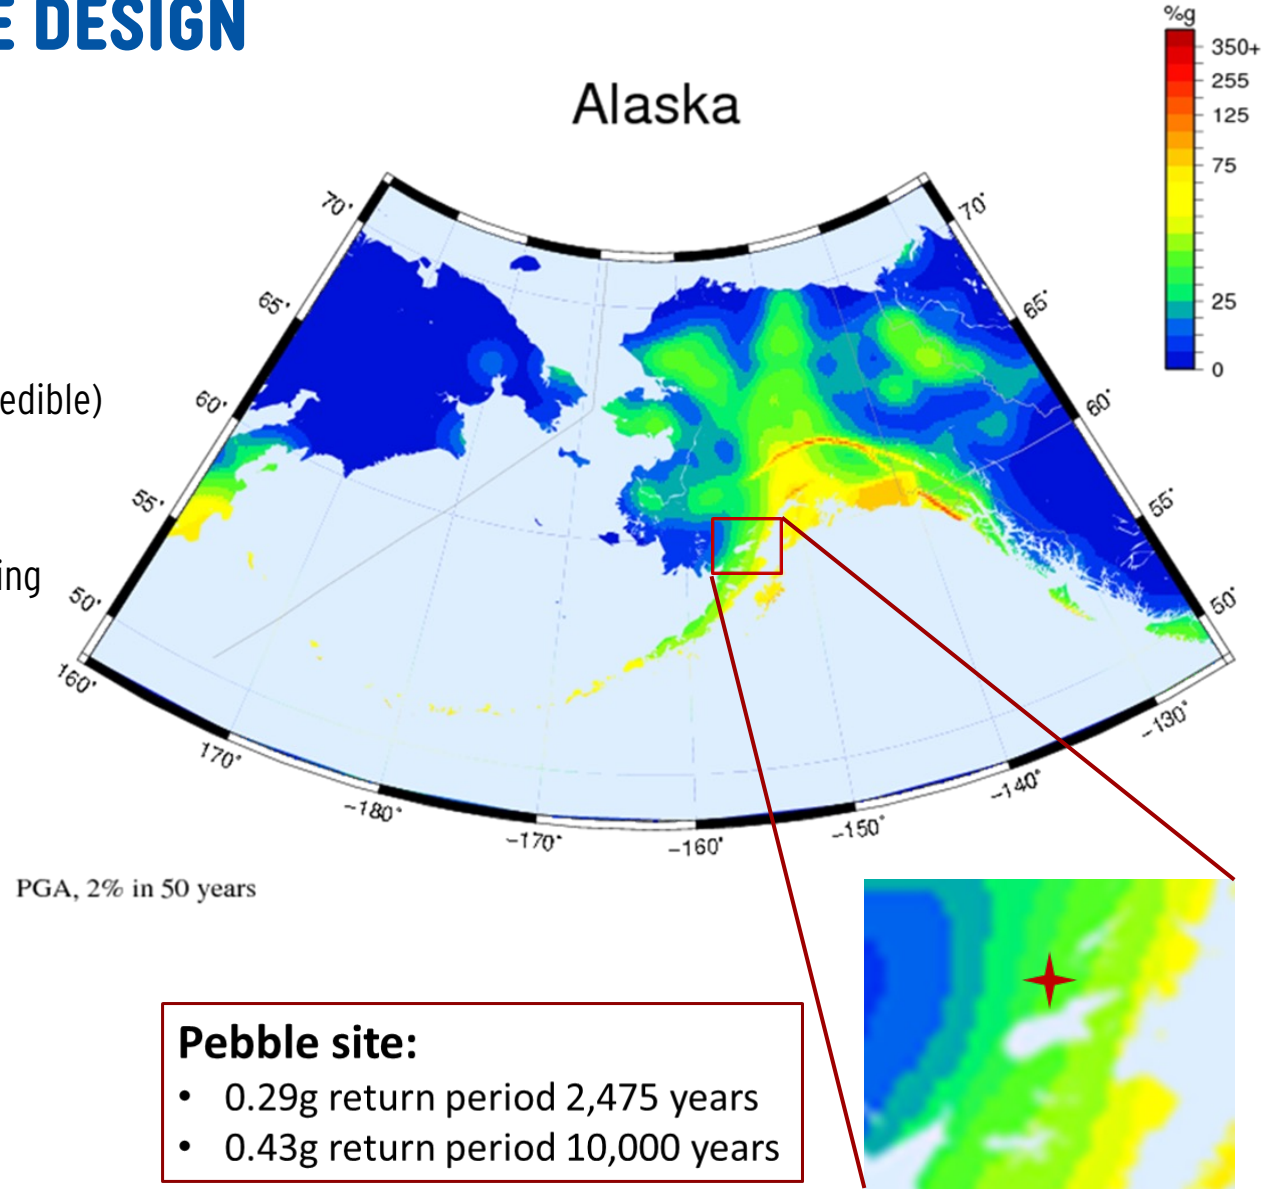 E DESIGN
%g
350+
255
125
75
25
0
Alaska
70°
65°
60°
55°
50°
70°
65°
60°
55°
50°
160°
170°
−180°
−170°
−160°
−150°
−140°
−130°
edible)
ing
PGA, 2% in 50 years
Pebble site:
• 0.29g return period 2,475 years
• 0.43g return period 10,000 years